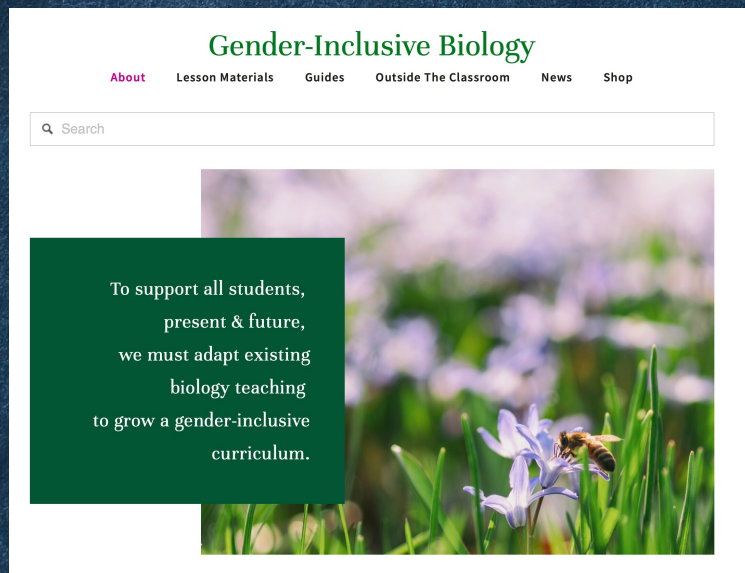 Gender-Inclusive Biology
About Lesson Materials Guides Outside The Classroom News Shop
Search
To support all students,
present & future,
we must adapt existing
biology teaching
to grow a gender-inclusive
curriculum.